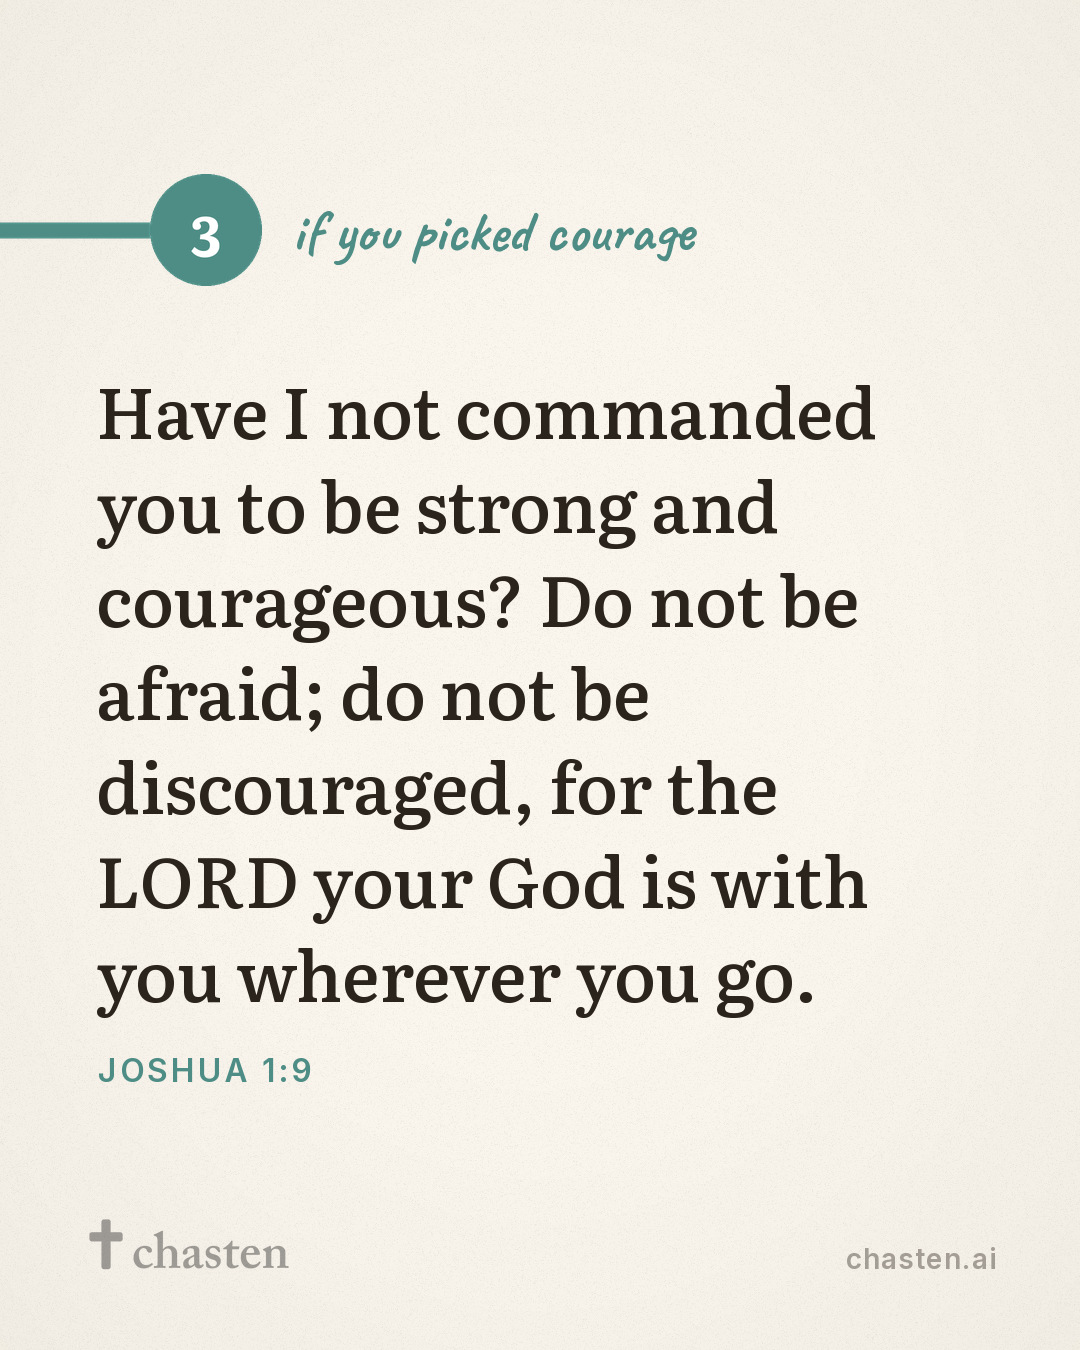 3
if you picked courage
Have I not commanded
you to be strong and
courageous? Do not be
afraid; do not be
discouraged, for the
LORD your God is with
you wherever you go.
JOSHUA 1:9
chasten
chasten.ai